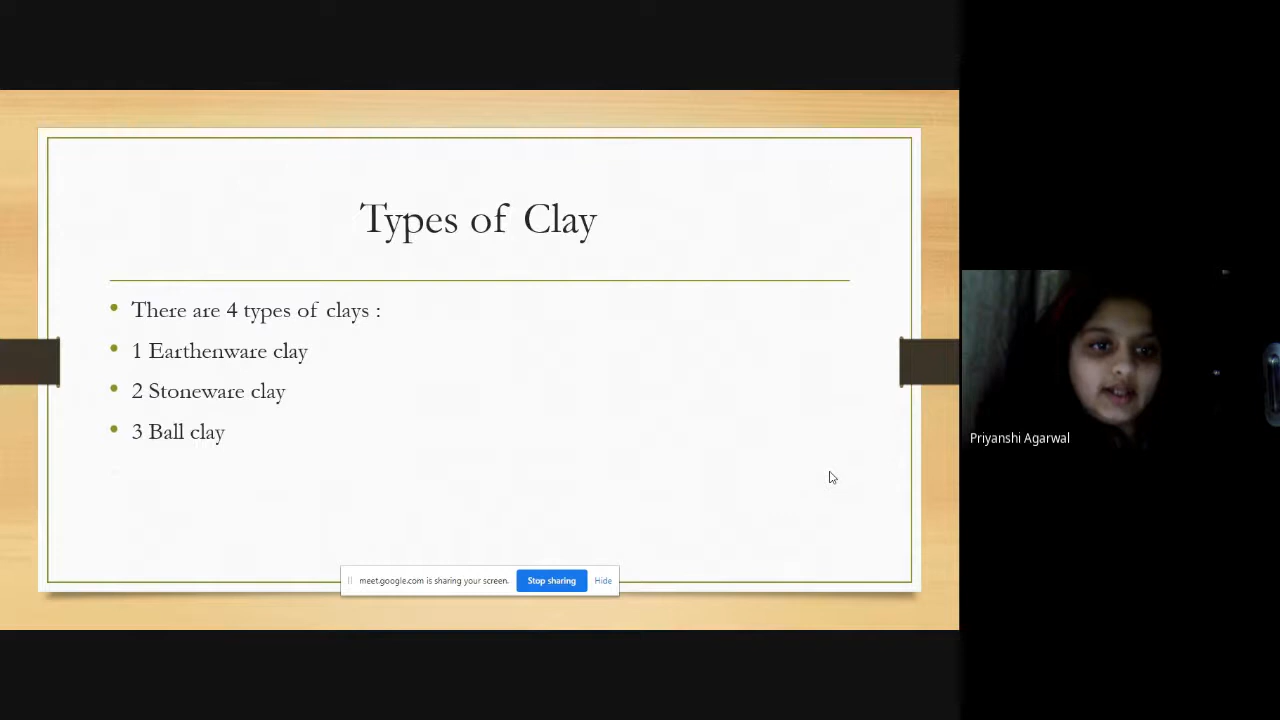 Types of Clay
There are 4 types of clays :
1 Earthenware clay
2 Stoneware clay
3 Ball clay
meet.google.com is sharing your screen.
Stop sharing
Hide
Priyanshi Agarwal